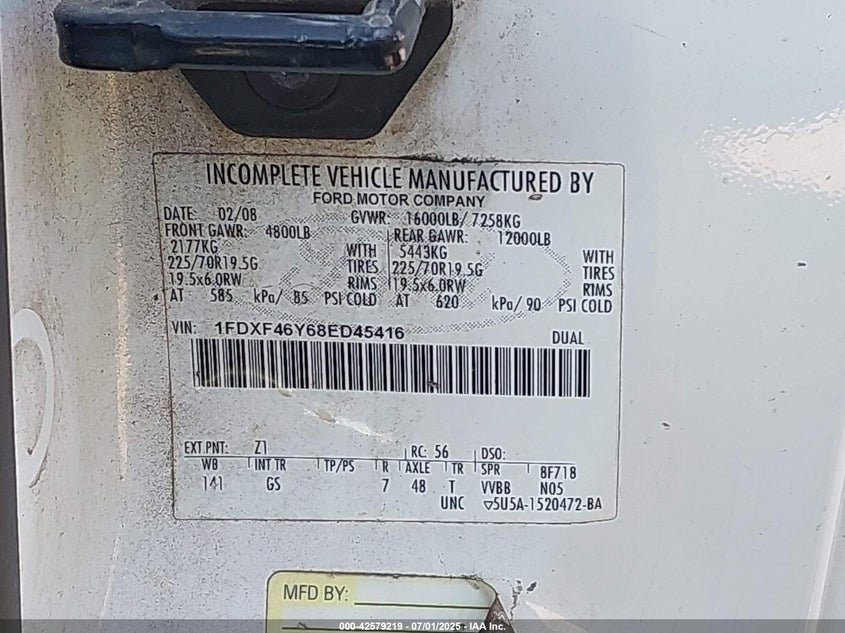 INCOMPLETE VEHICLE MANUFACTURED BY
FORD MOTOR COMPANY
DATE: 02/08 GVWR: 16000LB/ 7258KG
FRONT GAWR: 4800LB REAR GAWR: 12000LB
2177KG WITH 5443KG WITH
225/70R19.5G TIRES 225/70R19.5G TIRES
19.5x6.0RW RIMS 19.5x6.0RW RIMS
AT 585 kPa/ 85 PSI COLD AT 620 kPa/ 90 PSI COLD
VIN: 1FDXF46Y68ED45416
DUAL
EXT PNT: Z1 RC: 56 DSO:
WB INT TR TP/PS R AXLE TR SPR 8F718
141 GS 7 48 T VVBB N05
UNC ▽5U5A-1520472-BA
MFD BY:
000-42579219 - 07/01/2025 - IAA Inc.